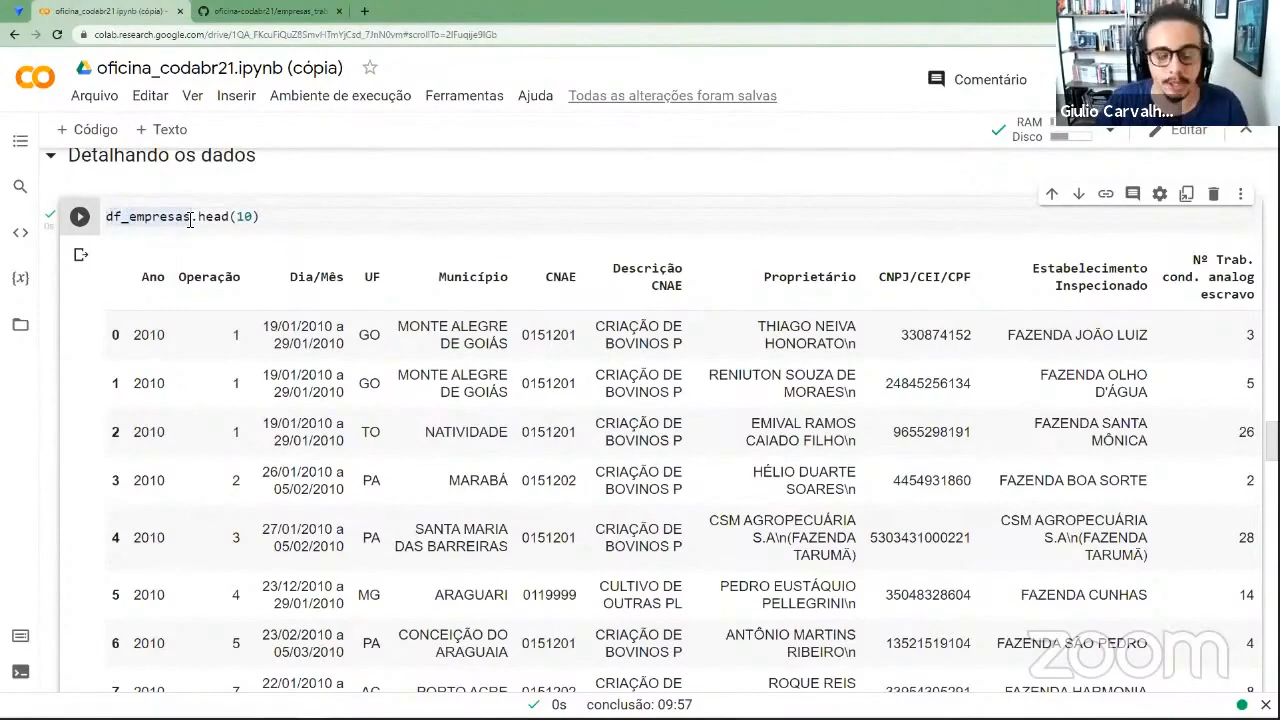 oficina_codabr21.ipynb (cópia) -
oficina-codabr21/empresas_trab
colab.research.google.com/drive/
Giulio Carvalh...
oficina_codabr21.ipynb (cópia)
Comentário
Arquivo Editar Ver Inserir Ambiente de execução Ferramentas Ajuda Todas as alterações foram salvas
+ Código + Texto
RAM
Disco
Editar
Detalhando os dados
0s
df_empresas.head(10)
Ano Operação Dia/Mês UF Município CNAE Descrição CNAE Proprietário CNPJ/CEI/CPF Estabelecimento Inspecionado Nº Trab. cond. analog escravo
0 2010 1 19/01/2010 a 29/01/2010 GO MONTE ALEGRE DE GOIÁS 0151201 CRIAÇÃO DE BOVINOS P THIAGO NEIVA HONORATO\n 330874152 FAZENDA JOÃO LUIZ 3
1 2010 1 19/01/2010 a 29/01/2010 GO MONTE ALEGRE DE GOIÁS 0151201 CRIAÇÃO DE BOVINOS P RENIUTON SOUZA DE MORAES\n 24845256134 FAZENDA OLHO D'ÁGUA 5
2 2010 1 19/01/2010 a 29/01/2010 TO NATIVIDADE 0151201 CRIAÇÃO DE BOVINOS P EMIVAL RAMOS CAIADO FILHO\n 9655298191 FAZENDA SANTA MÔNICA 26
3 2010 2 26/01/2010 a 05/02/2010 PA MARABÁ 0151202 CRIAÇÃO DE BOVINOS P HÉLIO DUARTE SOARES\n 4454931860 FAZENDA BOA SORTE 2
4 2010 3 27/01/2010 a 05/02/2010 PA SANTA MARIA DAS BARREIRAS 0151201 CRIAÇÃO DE BOVINOS P CSM AGROPECUÁRIA S.A\n(FAZENDA TARUMÃ) 5303431000221 CSM AGROPECUÁRIA S.A\n(FAZENDA TARUMÃ) 28
5 2010 4 23/12/2010 a 29/01/2010 MG ARAGUARI 0119999 CULTIVO DE OUTRAS PL PEDRO EUSTÁQUIO PELLEGRINI\n 35048328604 FAZENDA CUNHAS 14
6 2010 5 23/02/2010 a 05/03/2010 PA CONCEIÇÃO DO ARAGUAIA 0151201 CRIAÇÃO DE BOVINOS P ANTÔNIO MARTINS RIBEIRO\n 13521519104 FAZENDA SÃO PEDRO 4
22/01/2010 a CRIAÇÃO DE ROQUE REIS
zoom
0s conclusão: 09:57